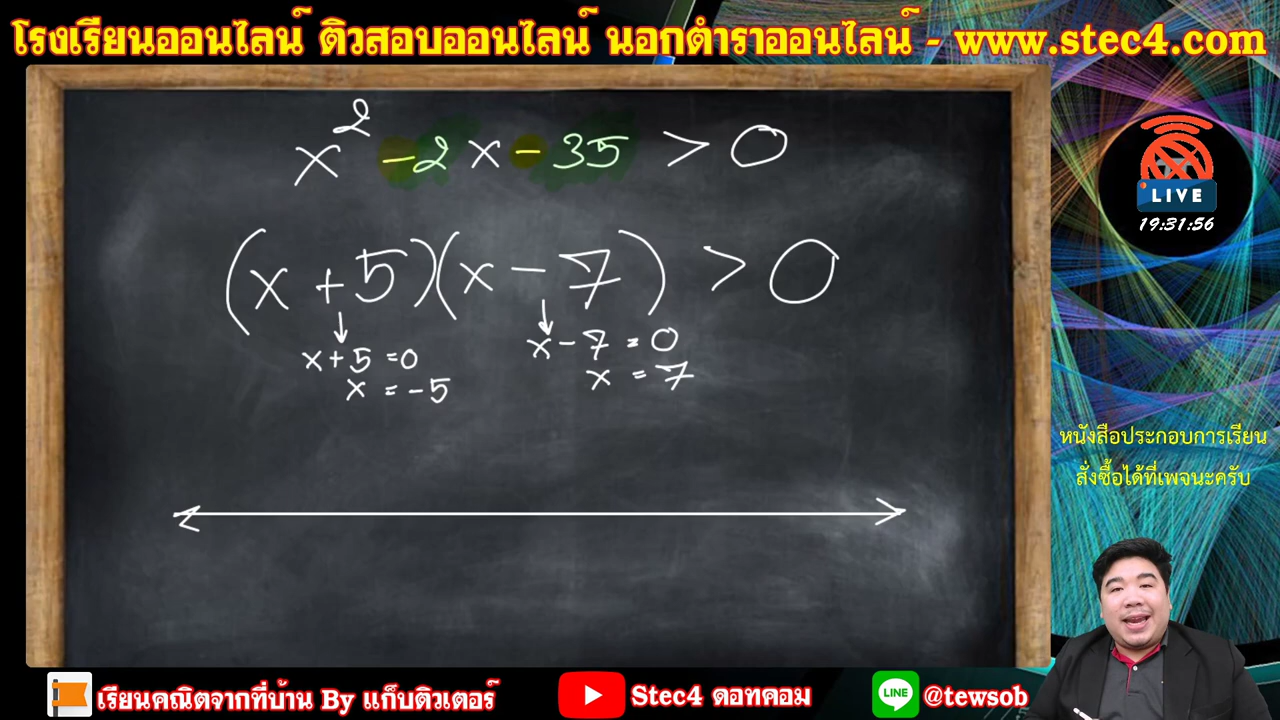 โรงเรียนออนไลน์ ติวสอบออนไลน์ นอกตำราออนไลน์ - www.stec4.com
x² - 2x - 35 > 0
LIVE
19:31:56
(x + 5)(x - 7) > 0
x + 5 = 0
x = -5
x - 7 = 0
x = 7
หนังสือประกอบการเรียน
สั่งซื้อได้ที่เพจนะครับ
เรียนคณิตจากที่บ้าน By แก็บติวเตอร์
Stec4 ดอทคอม
LINE
@tewsob